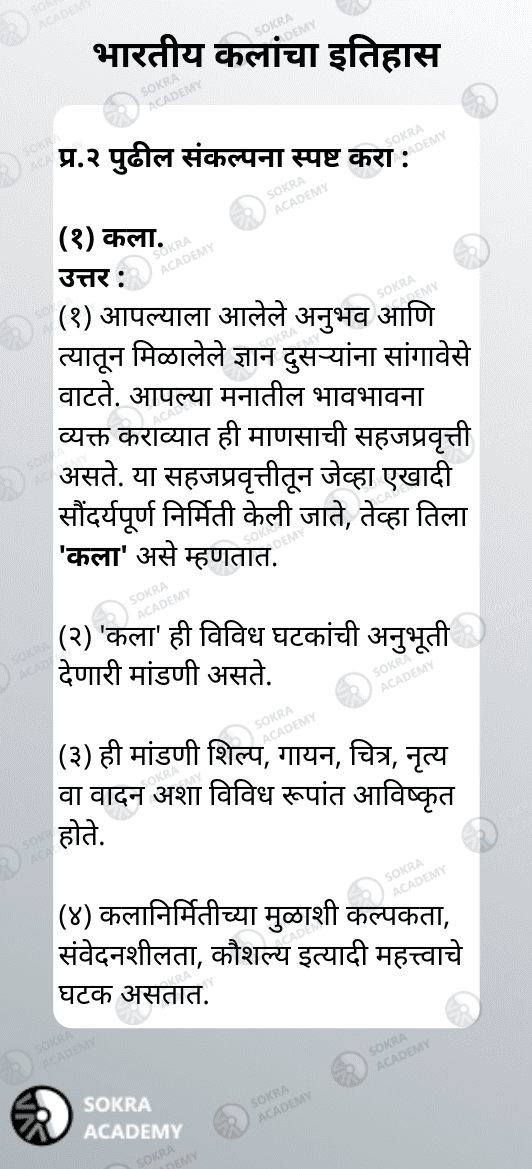 भारतीय कलांचा इतिहास
प्र.२ पुढील संकल्पना स्पष्ट करा :
(१) कला.
उत्तर :
(१) आपल्याला आलेले अनुभव आणि
त्यातून मिळालेले ज्ञान दुसऱ्यांना सांगावेसे
वाटते. आपल्या मनातील भावभावना
व्यक्त कराव्यात ही माणसाची सहजप्रवृत्ती
असते. या सहजप्रवृत्तीतून जेव्हा एखादी
सौंदर्यपूर्ण निर्मिती केली जाते, तेव्हा तिला
'कला' असे म्हणतात.
(२) 'कला' ही विविध घटकांची अनुभूती
देणारी मांडणी असते.
(३) ही मांडणी शिल्प, गायन, चित्र, नृत्य
वा वादन अशा विविध रूपांत आविष्कृत
होते.
(४) कलानिर्मितीच्या मुळाशी कल्पकता,
संवेदनशीलता, कौशल्य इत्यादी महत्त्वाचे
घटक असतात.
SOKRA
ACADEMY